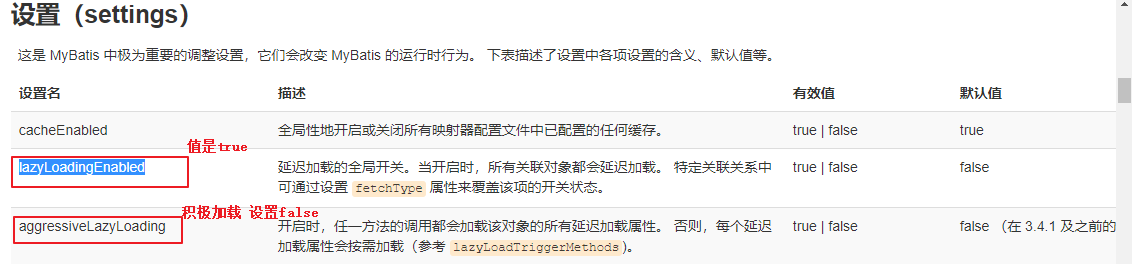 设置（settings）
这是 MyBatis 中极为重要的调整设置，它们会改变 MyBatis 的运行时行为。 下表描述了设置中各项设置的含义、默认值等。
设置名 描述 有效值 默认值
cacheEnabled 全局性地开启或关闭所有映射器配置文件中已配置的任何缓存。 true | false true
值是true
lazyLoadingEnabled 延迟加载的全局开关。当开启时，所有关联对象都会延迟加载。 特定关联关系中 true | false false
可通过设置 fetchType 属性来覆盖该项的开关状态。
积极加载 设置false
aggressiveLazyLoading 开启时，任一方法的调用都会加载该对象的所有延迟加载属性。 否则，每个延迟 true | false false （在 3.4.1 及之前的
加载属性会按需加载（参考 lazyLoadTriggerMethods)。